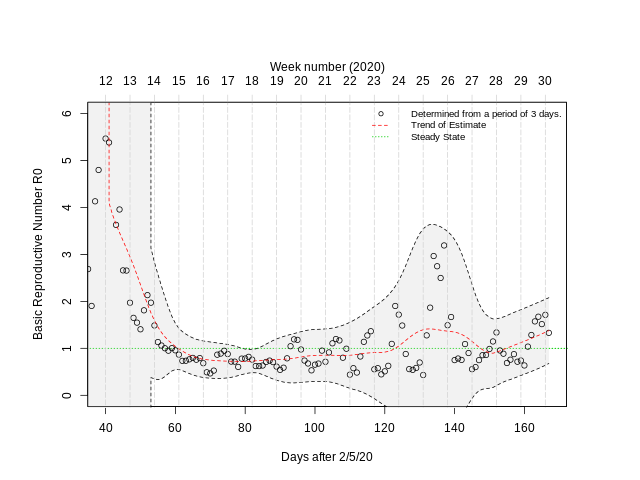 Week number (2020)
12 13 14 15 16 17 18 19 20 21 22 23 24 25 26 27 28 29 30
Determined from a period of 3 days.
Trend of Estimate
Steady State
Basic Reproductive Number R0
6
5
4
3
2
1
0
40 60 80 100 120 140 160
Days after 2/5/20